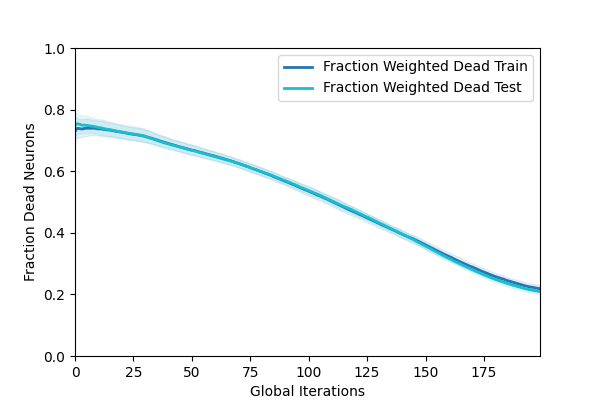 Fraction Weighted Dead Train
Fraction Weighted Dead Test
1.0
0.8
0.6
0.4
0.2
0.0
Fraction Dead Neurons
0 25 50 75 100 125 150 175
Global Iterations